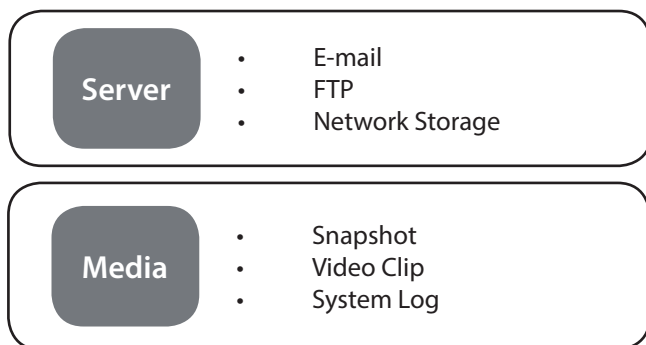 Server
• E-mail
• FTP
• Network Storage
Media
• Snapshot
• Video Clip
• System Log